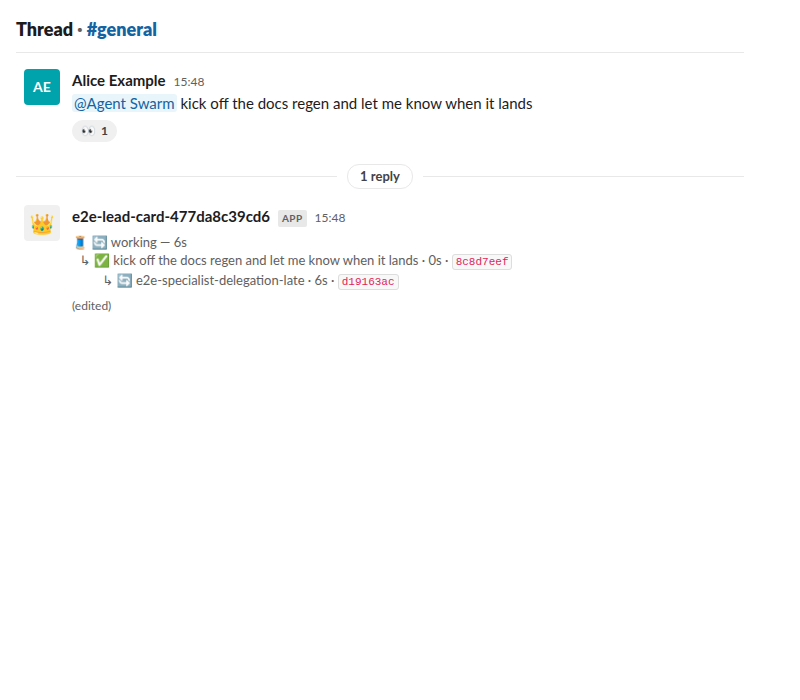 Thread • #general
AE
Alice Example 15:48
@Agent Swarm kick off the docs regen and let me know when it lands
👀 1
1 reply
e2e-lead-card-477da8c39cd6 APP 15:48
🧵 🔄 working — 6s
↳ ✅ kick off the docs regen and let me know when it lands · 0s · 8c8d7eef
↳ 🔄 e2e-specialist-delegation-late · 6s · d19163ac
(edited)